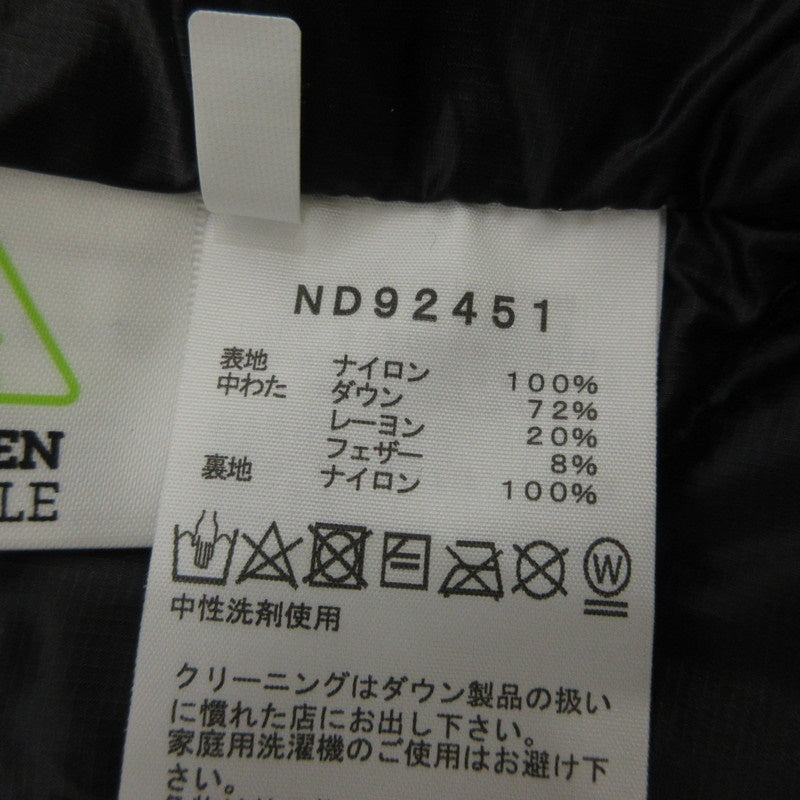 ND92451
表地 ナイロン 100%
中わた ダウン 72%
レーヨン 20%
フェザー 8%
裏地 ナイロン 100%
W
中性洗剤使用
クリーニングはダウン製品の扱い
に慣れた店にお出し下さい。
家庭用洗濯機のご使用はお避け下
さい。
EN
LE